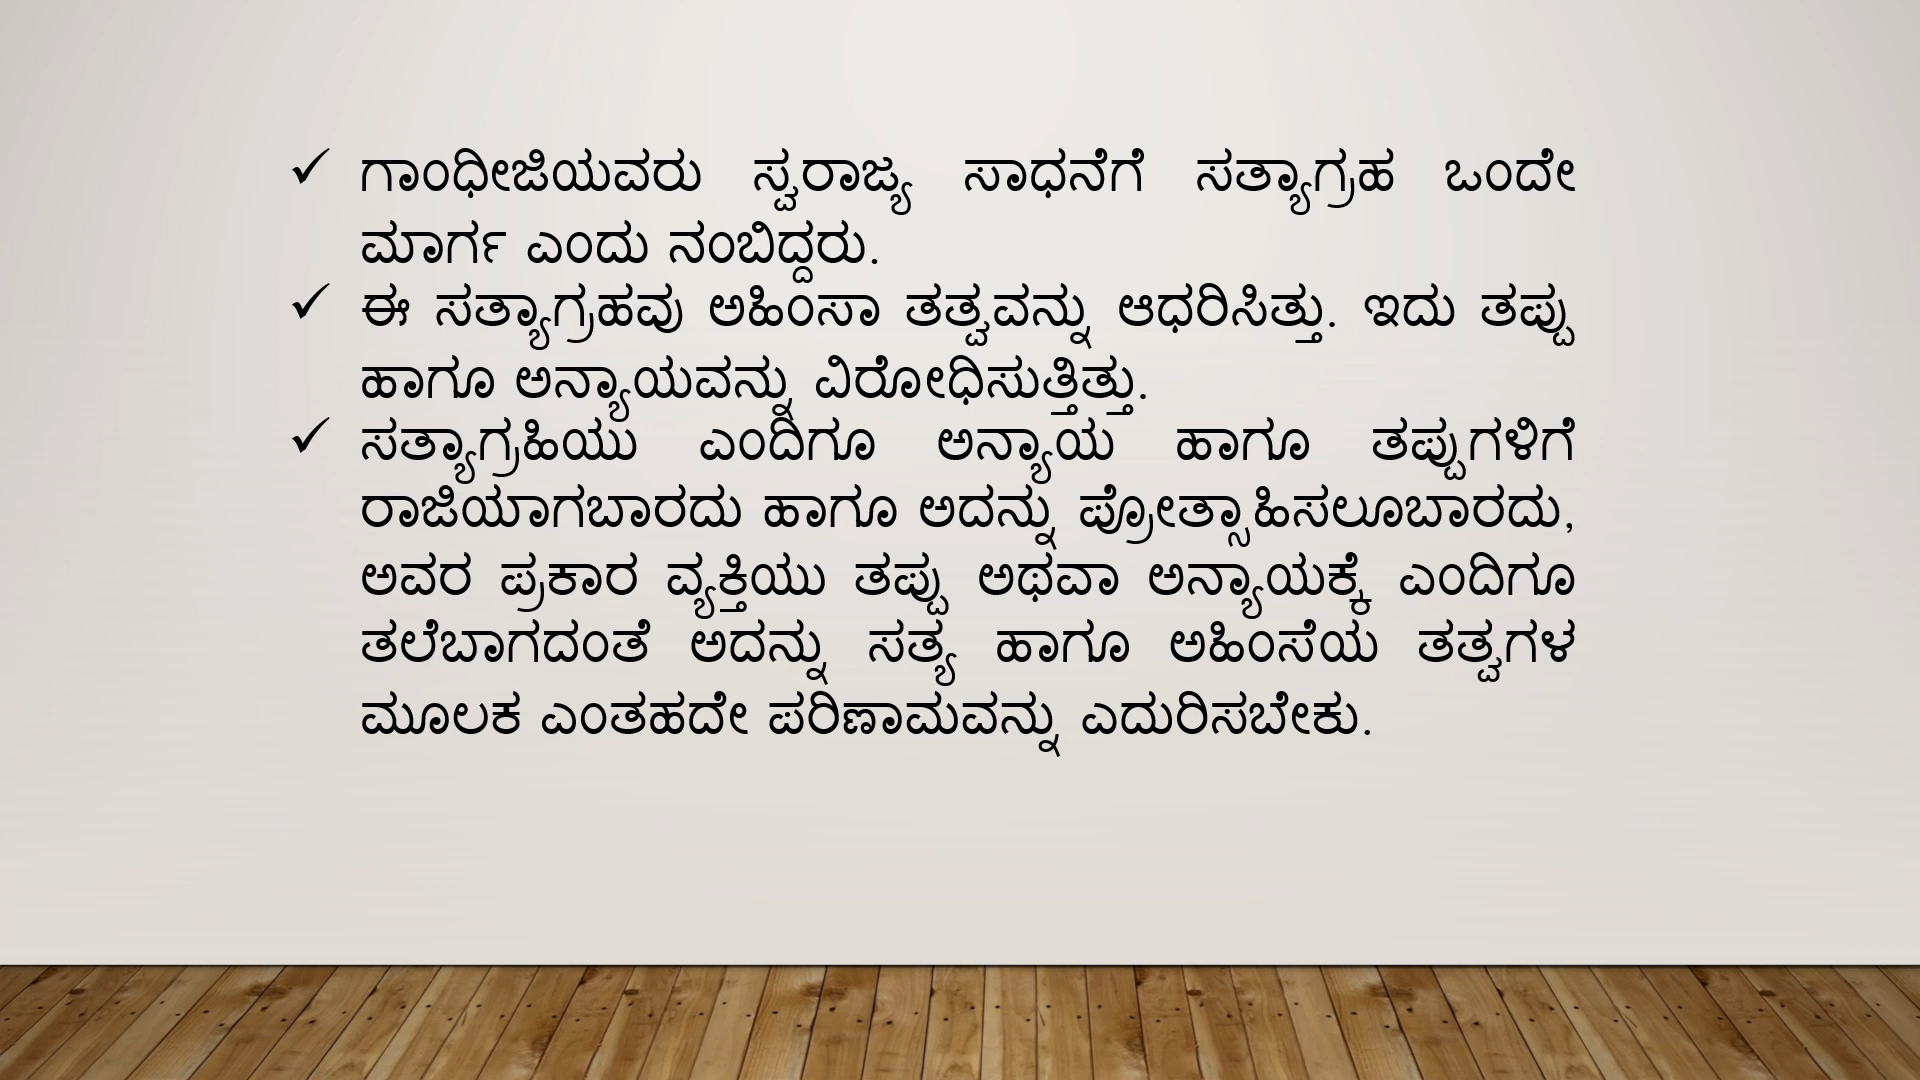 ✓ ಗಾಂಧೀಜಿಯವರು ಸ್ವರಾಜ್ಯ ಸಾಧನೆಗೆ ಸತ್ಯಾಗ್ರಹ ಒಂದೇ
ಮಾರ್ಗ ಎಂದು ನಂಬಿದ್ದರು.
✓ ಈ ಸತ್ಯಾಗ್ರಹವು ಅಹಿಂಸಾ ತತ್ವವನ್ನು ಆಧರಿಸಿತ್ತು. ಇದು ತಪ್ಪು
ಹಾಗೂ ಅನ್ಯಾಯವನ್ನು ವಿರೋಧಿಸುತ್ತಿತ್ತು.
✓ ಸತ್ಯಾಗ್ರಹಿಯು ಎಂದಿಗೂ ಅನ್ಯಾಯ ಹಾಗೂ ತಪ್ಪುಗಳಿಗೆ
ರಾಜಿಯಾಗಬಾರದು ಹಾಗೂ ಅದನ್ನು ಪ್ರೋತ್ಸಾಹಿಸಲೂಬಾರದು,
ಅವರ ಪ್ರಕಾರ ವ್ಯಕ್ತಿಯು ತಪ್ಪು ಅಥವಾ ಅನ್ಯಾಯಕ್ಕೆ ಎಂದಿಗೂ
ತಲೆಬಾಗದಂತೆ ಅದನ್ನು ಸತ್ಯ ಹಾಗೂ ಅಹಿಂಸೆಯ ತತ್ವಗಳ
ಮೂಲಕ ಎಂತಹದೇ ಪರಿಣಾಮವನ್ನು ಎದುರಿಸಬೇಕು.